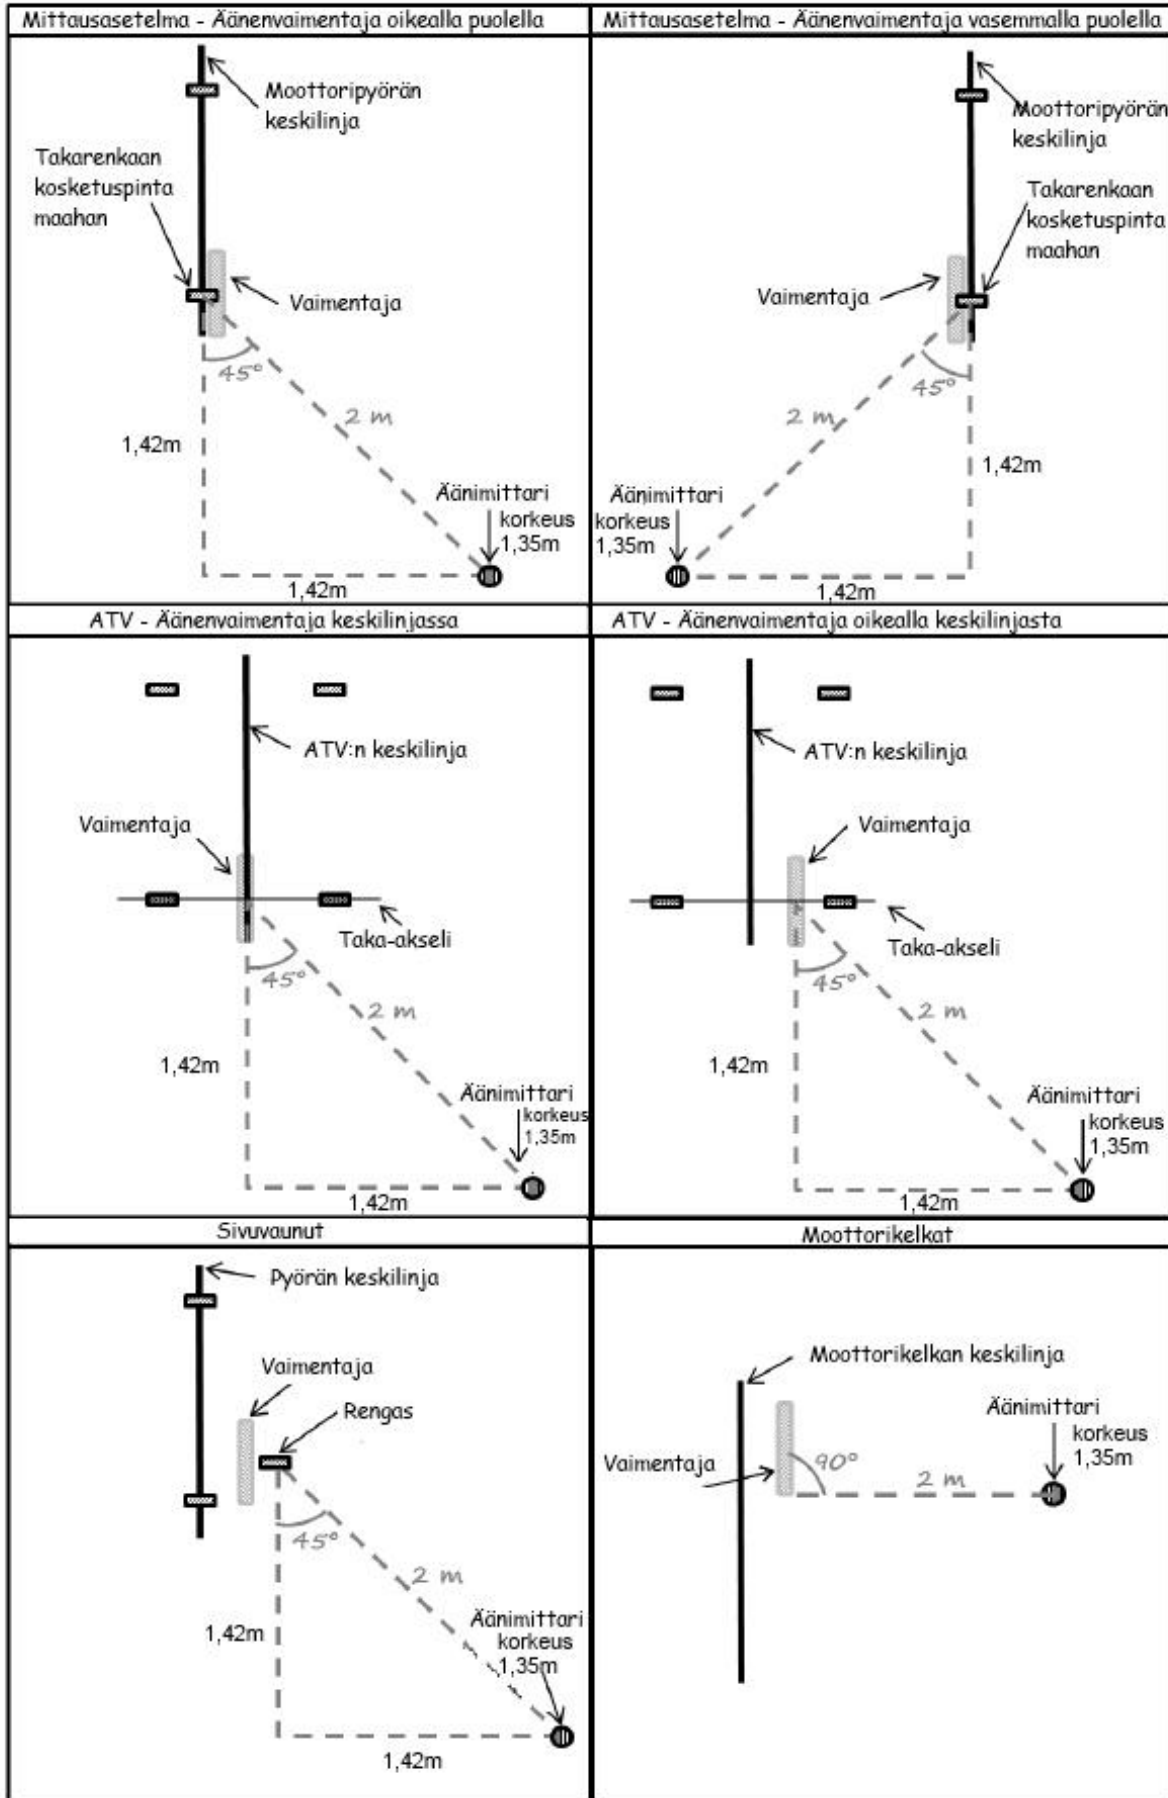 Mittausasetelma - Äänenvaimentaja oikealla puolella
Moottoripyörän
keskilinja
Takarenkaan
kosketuspinta
maahan
Vaimentaja
45°
2 m
1,42m
Äänimittari
korkeus
1,35m
1,42m
Mittausasetelma - Äänenvaimentaja vasemmalla puolella
Moottoripyörän
keskilinja
Takarenkaan
kosketuspinta
maahan
Vaimentaja
45°
2 m
1,42m
Äänimittari
korkeus
1,35m
1,42m
ATV - Äänenvaimentaja keskilinjassa
ATV:n keskilinja
Vaimentaja
Taka-akseli
45°
2 m
1,42m
Äänimittari
korkeus
1,35m
1,42m
ATV - Äänenvaimentaja oikealla keskilinjasta
ATV:n keskilinja
Vaimentaja
Taka-akseli
45°
2 m
1,42m
Äänimittari
korkeus
1,35m
1,42m
Sivuvaunut
Pyörän keskilinja
Vaimentaja
Rengas
45°
2 m
1,42m
Äänimittari
korkeus
1,35m
1,42m
Moottorikelkat
Moottorikelkan keskilinja
Äänimittari
korkeus
1,35m
Vaimentaja
90°
2 m